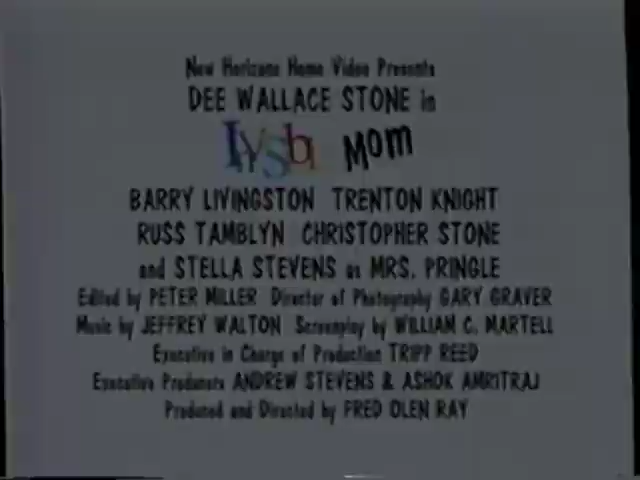 New Horizons Home Video Presents
DEE WALLACE STONE in
Mom
BARRY LIVINGSTON TRENTON KNIGHT
RUSS TAMBLYN CHRISTOPHER STONE
and STELLA STEVENS as MRS. PRINGLE
Edited by PETER MILLER Director of Photography GARY GRAVER
Music by JEFFREY WALTON Screenplay by WILLIAM C. MARTELL
Executive in Charge of Production TRIPP REED
Executive Producers ANDREW STEVENS & ASHOK AMRITRAJ
Produced and Directed by FRED OLEN RAY